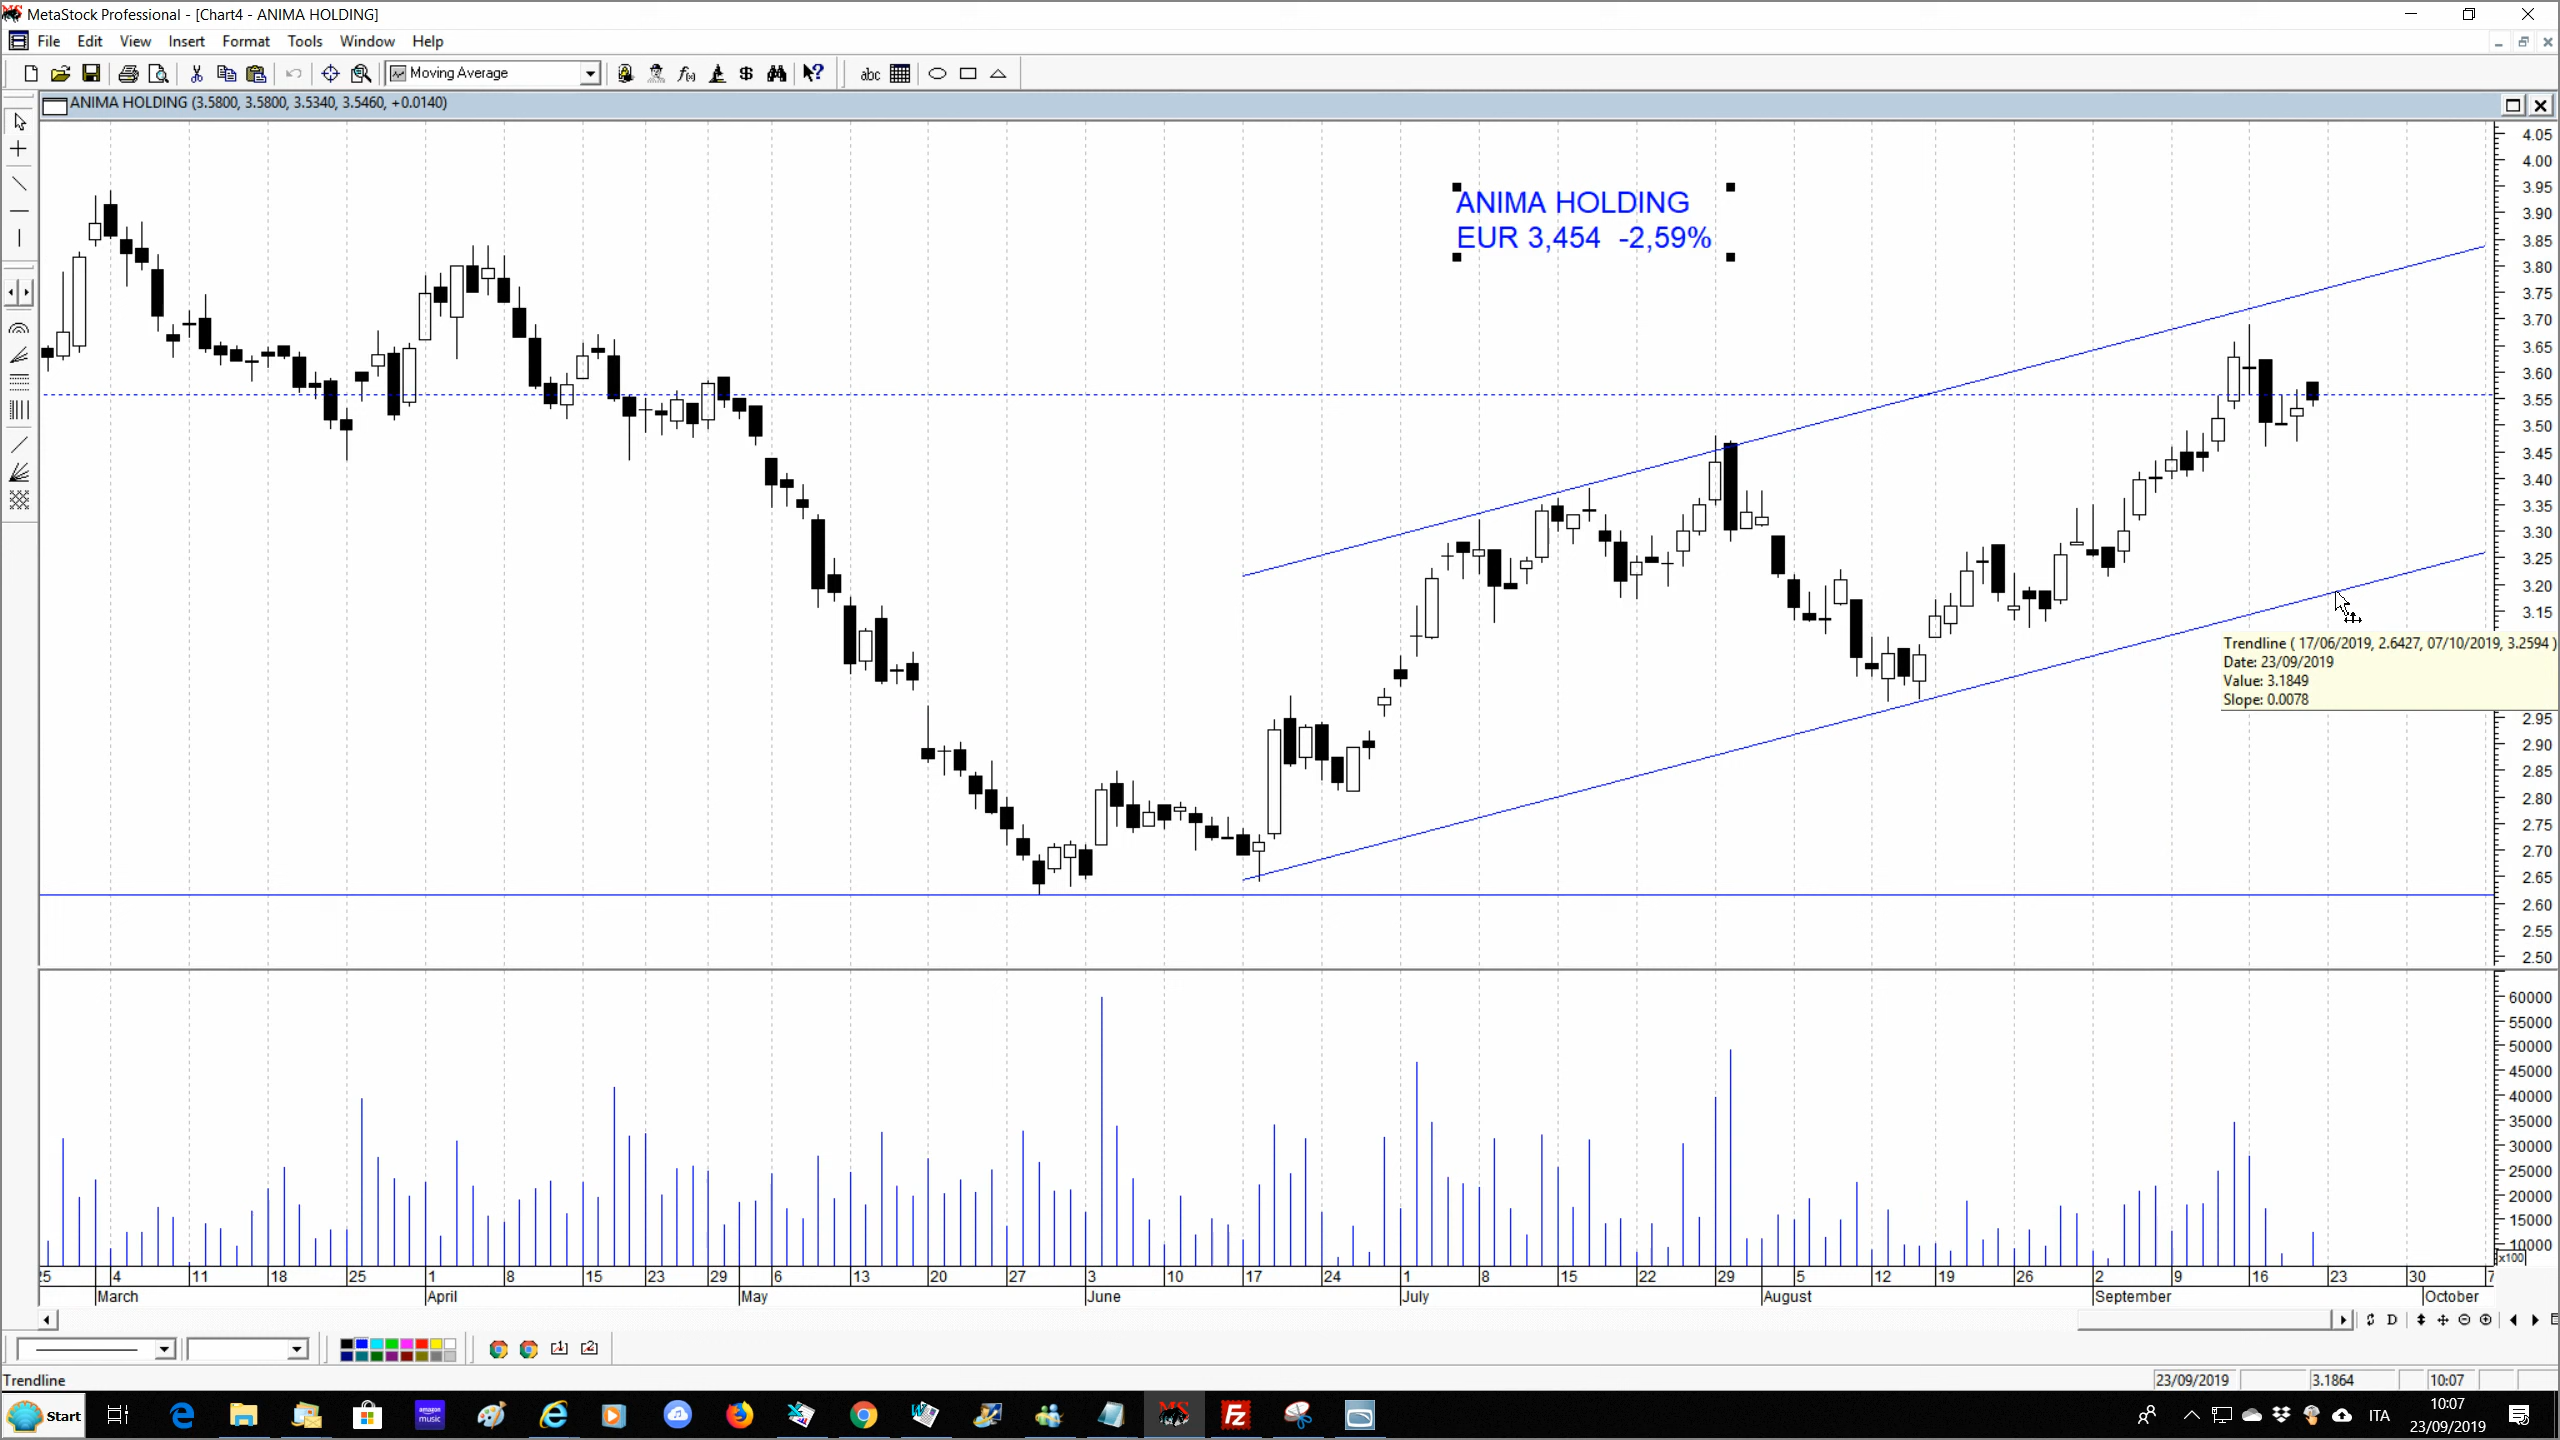 MetaStock Professional - [Chart4 - ANIMA HOLDING]
File Edit View Insert Format Tools Window Help
Moving Average
abc
ANIMA HOLDING (3.5800, 3.5800, 3.5340, 3.5460, +0.0140)
ANIMA HOLDING
EUR 3,454 -2,59%
4.05
4.00
3.95
3.90
3.85
3.80
3.75
3.70
3.65
3.60
3.55
3.50
3.45
3.40
3.35
3.30
3.25
3.20
3.15
Trendline ( 17/06/2019, 2.6427, 07/10/2019, 3.2594 )
Date: 23/09/2019
Value: 3.1849
Slope: 0.0078
2.95
2.90
2.85
2.80
2.75
2.70
2.65
2.60
2.55
2.50
60000
55000
50000
45000
40000
35000
30000
25000
20000
15000
10000
x100
25 4 11 18 25 1 8 15 23 29 6 13 20 27 3 10 17 24 1 8 15 22 29 5 12 19 26 2 9 16 23 30 7
March April May June July August September October
D
Trendline
23/09/2019 3.1864 10:07
Start
amazon music
MS
FZ
ITA
10:07
23/09/2019